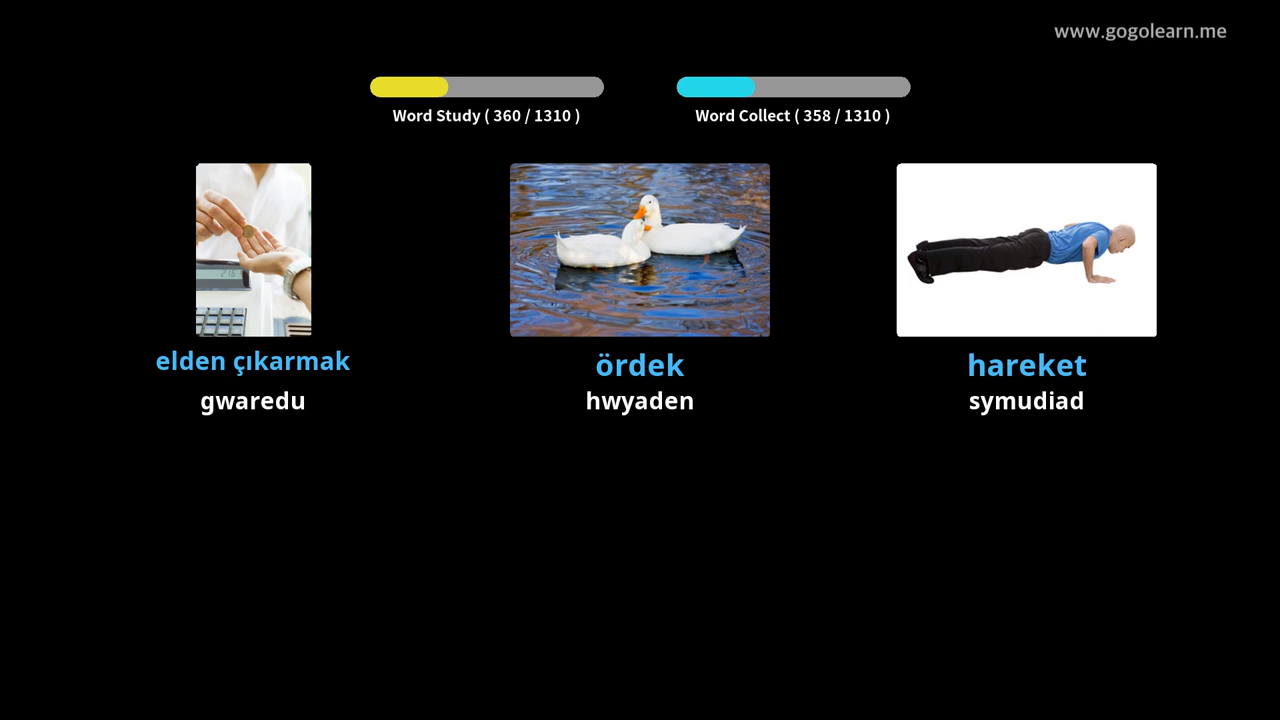 www.gogolearn.me
Word Study ( 360 / 1310 )
Word Collect ( 358 / 1310 )
elden çıkarmak
gwaredu
ördek
hwyaden
hareket
symudiad